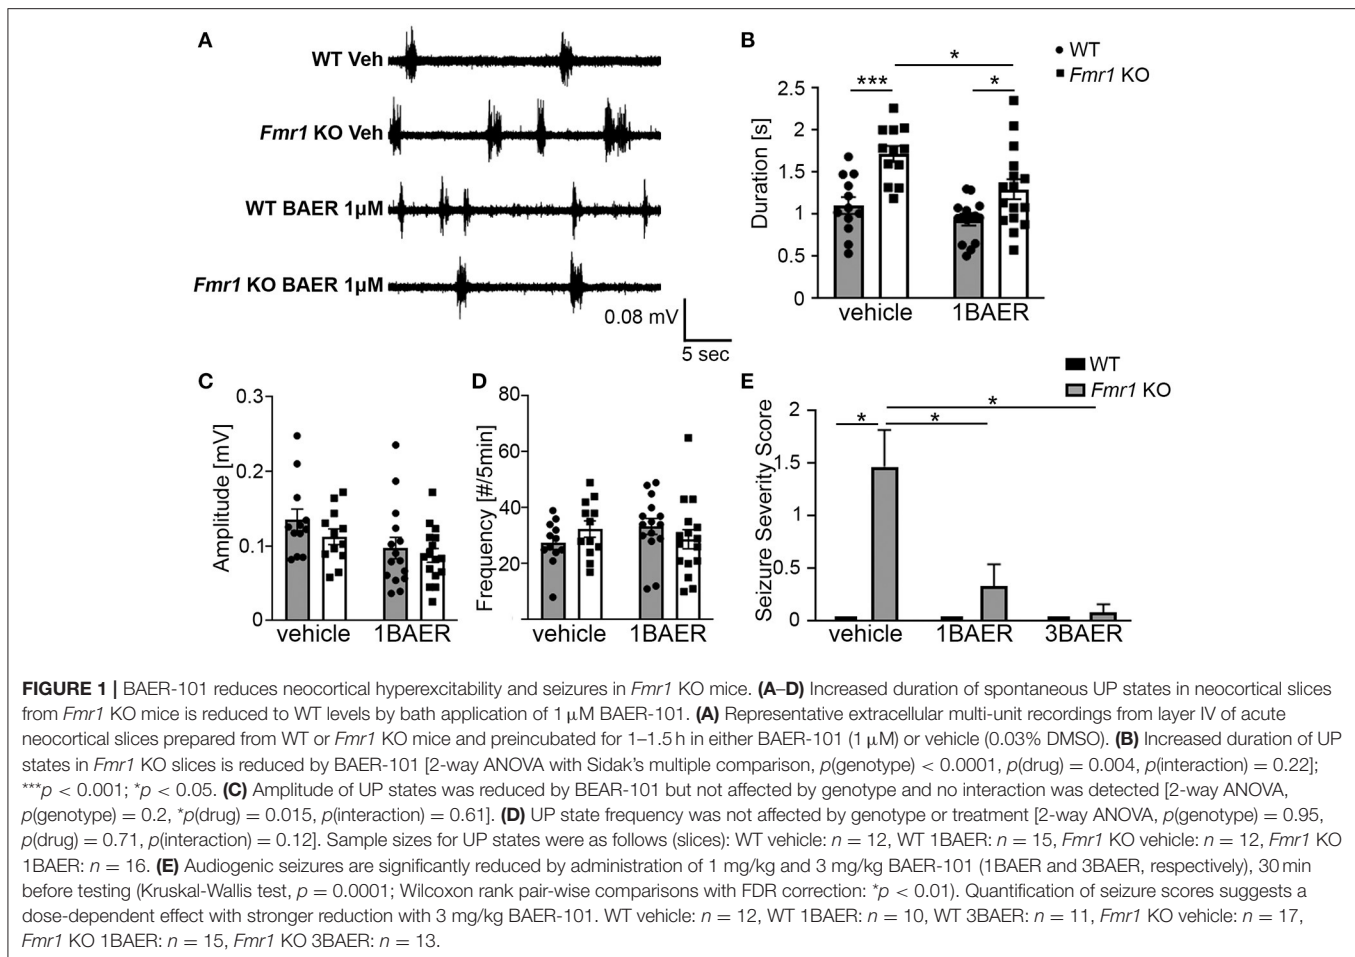 A
WT Veh
Fmr1 KO Veh
WT BAER 1µM
Fmr1 KO BAER 1µM
0.08 mV
5 sec
B
WT
Fmr1 KO
*
***
*
2.5
2
1.5
1
0.5
0
Duration [s]
vehicle
1BAER
C
0.3
0.2
0.1
0
Amplitude [mV]
vehicle
1BAER
D
80
60
40
20
Frequency [#/5min]
vehicle
1BAER
E
WT
Fmr1 KO
*
*
*
2
1.5
1
0.5
0
Seizure Severity Score
vehicle
1BAER
3BAER
FIGURE 1 | BAER-101 reduces neocortical hyperexcitability and seizures in Fmr1 KO mice. (A–D) Increased duration of spontaneous UP states in neocortical slices
from Fmr1 KO mice is reduced to WT levels by bath application of 1 µM BAER-101. (A) Representative extracellular multi-unit recordings from layer IV of acute
neocortical slices prepared from WT or Fmr1 KO mice and preincubated for 1–1.5 h in either BAER-101 (1 µM) or vehicle (0.03% DMSO). (B) Increased duration of UP
states in Fmr1 KO slices is reduced by BAER-101 [2-way ANOVA with Sidak's multiple comparison, p(genotype) < 0.0001, p(drug) = 0.004, p(interaction) = 0.22];
***p < 0.001; *p < 0.05. (C) Amplitude of UP states was reduced by BEAR-101 but not affected by genotype and no interaction was detected [2-way ANOVA,
p(genotype) = 0.2, *p(drug) = 0.015, p(interaction) = 0.61]. (D) UP state frequency was not affected by genotype or treatment [2-way ANOVA, p(genotype) = 0.95,
p(drug) = 0.71, p(interaction) = 0.12]. Sample sizes for UP states were as follows (slices): WT vehicle: n = 12, WT 1BAER: n = 15, Fmr1 KO vehicle: n = 12, Fmr1 KO
1BAER: n = 16. (E) Audiogenic seizures are significantly reduced by administration of 1 mg/kg and 3 mg/kg BAER-101 (1BAER and 3BAER, respectively), 30 min
before testing (Kruskal-Wallis test, p = 0.0001; Wilcoxon rank pair-wise comparisons with FDR correction: *p < 0.01). Quantification of seizure scores suggests a
dose-dependent effect with stronger reduction with 3 mg/kg BAER-101. WT vehicle: n = 12, WT 1BAER: n = 10, WT 3BAER: n = 11, Fmr1 KO vehicle: n = 17,
Fmr1 KO 1BAER: n = 15, Fmr1 KO 3BAER: n = 13.